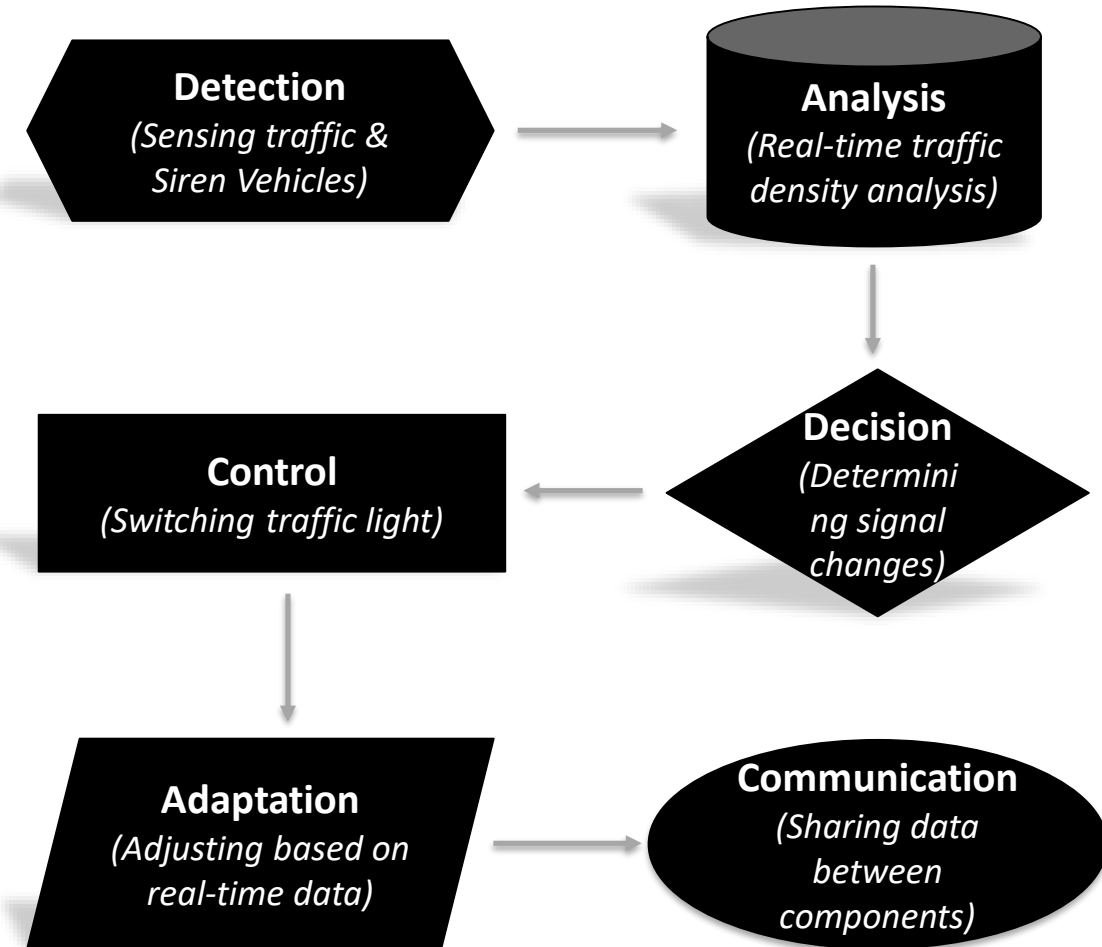 Detection
(Sensing traffic &
Siren Vehicles)
Analysis
(Real-time traffic
density analysis)
Decision
(Determini
ng signal
changes)
Control
(Switching traffic light)
Adaptation
(Adjusting based on
real-time data)
Communication
(Sharing data
between
components)